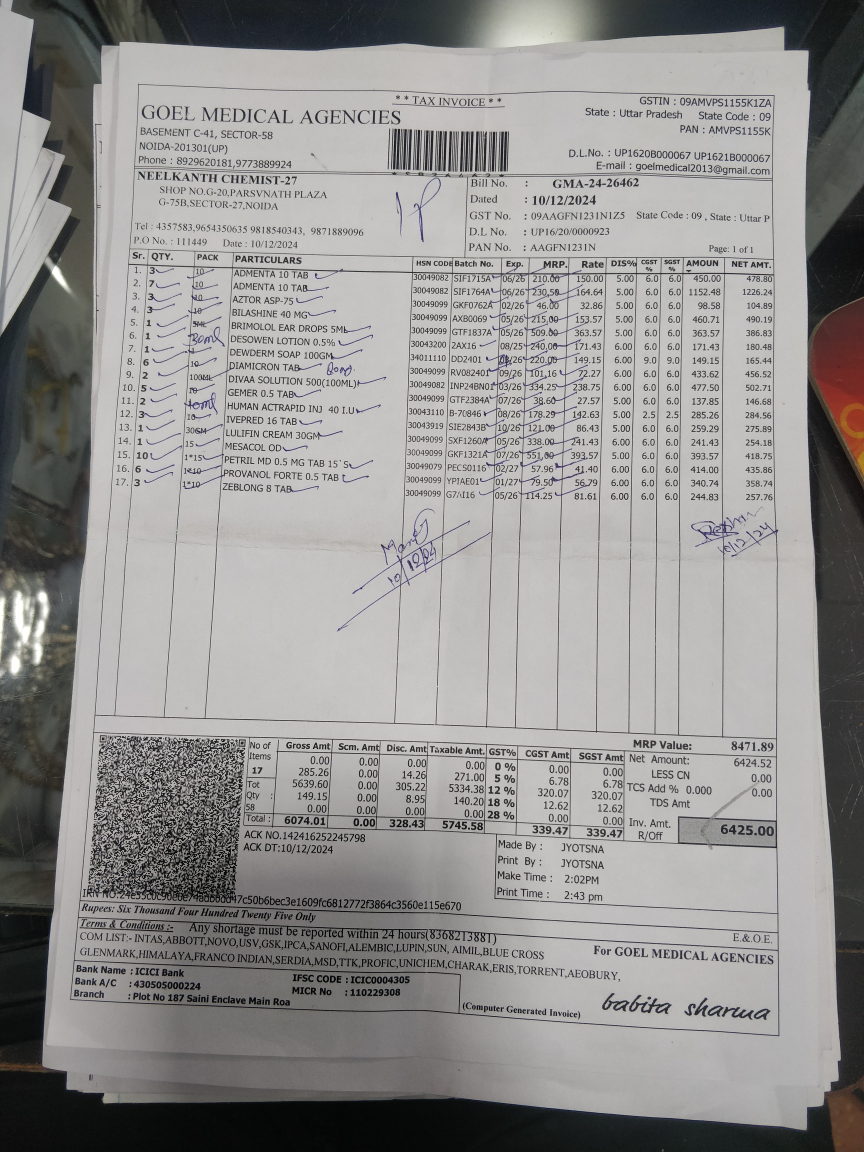 * * TAX INVOICE * *
GSTIN : 09AMVPS1155K1ZA
State : Uttar Pradesh State Code : 09
PAN : AMVPS1155K
GOEL MEDICAL AGENCIES
BASEMENT C-41, SECTOR-58
NOIDA-201301(UP)
Phone : 8929620181,9773889924
D.L.No. : UP1620B000067 UP1621B000067
E-mail : goelmedical2013@gmail.com
NEELKANTH CHEMIST-27
SHOP NO.G-20,PARSVNATH PLAZA
G-75B,SECTOR-27,NOIDA
Tel : 4357583,9654350635 9818540343, 9871889096
P.O No. : 111449 Date : 10/12/2024
Bill No. : GMA-24-26462
Dated : 10/12/2024
GST No. : 09AAGFN1231N1Z5 State Code : 09 , State : Uttar P
D.L No. : UP16/20/0000923
PAN No. : AAGFN1231N Page: 1 of 1
Sr. QTY. PACK PARTICULARS HSN CODE Batch No. Exp. MRP. Rate DIS% CGST % SGST % AMOUN NET AMT.
1. 3 10 ADMENTA 10 TAB 30049082 SIF1715A 06/26 210.00 150.00 5.00 6.0 6.0 450.00 478.80
2. 7 10 ADMENTA 10 TAB 30049082 SIF1764A 06/26 230.50 164.64 5.00 6.0 6.0 1152.48 1226.24
3. 3 10 AZTOR ASP-75 30049099 GKF0762A 02/26 46.00 32.86 5.00 6.0 6.0 98.58 104.89
4. 3 10 BILASHINE 40 MG 30049099 AXB0069 05/26 215.00 153.57 5.00 6.0 6.0 460.71 490.19
5. 1 5ML BRIMOLOL EAR DROPS 5ML 30049099 GTF1837A 05/26 509.00 363.57 5.00 6.0 6.0 363.57 386.83
6. 1 30ml DESOWEN LOTION 0.5% 30043200 2AX16 08/25 240.00 171.43 6.00 6.0 6.0 171.43 180.48
7. 1 1 DEWDERM SOAP 100GM 34011110 DD2401 /26 220.00 149.15 6.00 9.0 9.0 149.15 165.44
8. 6 10 DIAMICRON TAB 30049099 RV082401 09/26 101.16 72.27 6.00 6.0 6.0 433.62 456.52
9. 2 100ML DIVAA SOLUTION 500(100ML) 30049082 INP24BN01 03/26 334.25 238.75 6.00 6.0 6.0 477.50 502.71
10. 5 10 GEMER 0.5 TAB 30049099 GTF2384A 07/26 38.60 27.57 5.00 6.0 6.0 137.85 146.68
11. 2 10ml HUMAN ACTRAPID INJ 40 I.U 30043110 B-70846 08/26 178.29 142.63 5.00 2.5 2.5 285.26 284.56
12. 3 10 IVEPRED 16 TAB 30043919 SIE2843B 10/26 121.00 86.43 5.00 6.0 6.0 259.29 275.89
13. 1 30GM LULIFIN CREAM 30GM 30049099 SXF1260A 05/26 338.00 241.43 6.00 6.0 6.0 241.43 254.18
14. 1 15 MESACOL OD 30049099 GKF1321A 07/26 551.00 393.57 5.00 6.0 6.0 393.57 418.75
15. 10 1*15 PETRIL MD 0.5 MG TAB 15`S 30049079 PECS0116 02/27 57.96 41.40 6.00 6.0 6.0 414.00 435.86
16. 6 1*10 PROVANOL FORTE 0.5 TAB 30049099 YPIAE01 01/27 79.50 56.79 6.00 6.0 6.0 340.74 358.74
17. 3 1*10 ZEBLONG 8 TAB 30049099 G7AI16 05/26 114.25 81.61 6.00 6.0 6.0 244.83 257.76
10/12/24
10/12/24
No of Items 17 Tot Qty : 58
Gross Amt Scm. Amt Disc. Amt Taxable Amt. GST% CGST Amt SGST Amt
0.00 0.00 0.00 0.00 0 % 0.00 0.00
285.26 0.00 14.26 271.00 5 % 6.78 6.78
5639.60 0.00 305.22 5334.38 12 % 320.07 320.07
149.15 0.00 8.95 140.20 18 % 12.62 12.62
0.00 0.00 0.00 0.00 28 % 0.00 0.00
Total : 6074.01 0.00 328.43 5745.58 339.47 339.47
MRP Value: 8471.89
Net Amount: 6424.52
LESS CN 0.00
TCS Add % 0.000 0.00
TDS Amt
Inv. Amt. R/Off 6425.00
ACK NO.142416252245798
ACK DT:10/12/2024
Made By : JYOTSNA
Print By : JYOTSNA
Make Time : 2:02PM
Print Time : 2:43 pm
Rupees: Six Thousand Four Hundred Twenty Five Only
Terms & Conditions :- Any shortage must be reported within 24 hours(8368213881) E.&.O.E.
COM LIST:- INTAS,ABBOTT,NOVO,USV,GSK,IPCA,SANOFI,ALEMBIC,LUPIN,SUN, AIMIL,BLUE CROSS
GLENMARK,HIMALAYA,FRANCO INDIAN,SERDIA,MSD,TTK,PROFIC,UNICHEM,CHARAK,ERIS,TORRENT,AEOBURY,
For GOEL MEDICAL AGENCIES
Bank Name : ICICI Bank IFSC CODE : ICIC0004305
Bank A/C : 430505000224 MICR No : 110229308
Branch : Plot No 187 Saini Enclave Main Roa
(Computer Generated Invoice)
babita sharma